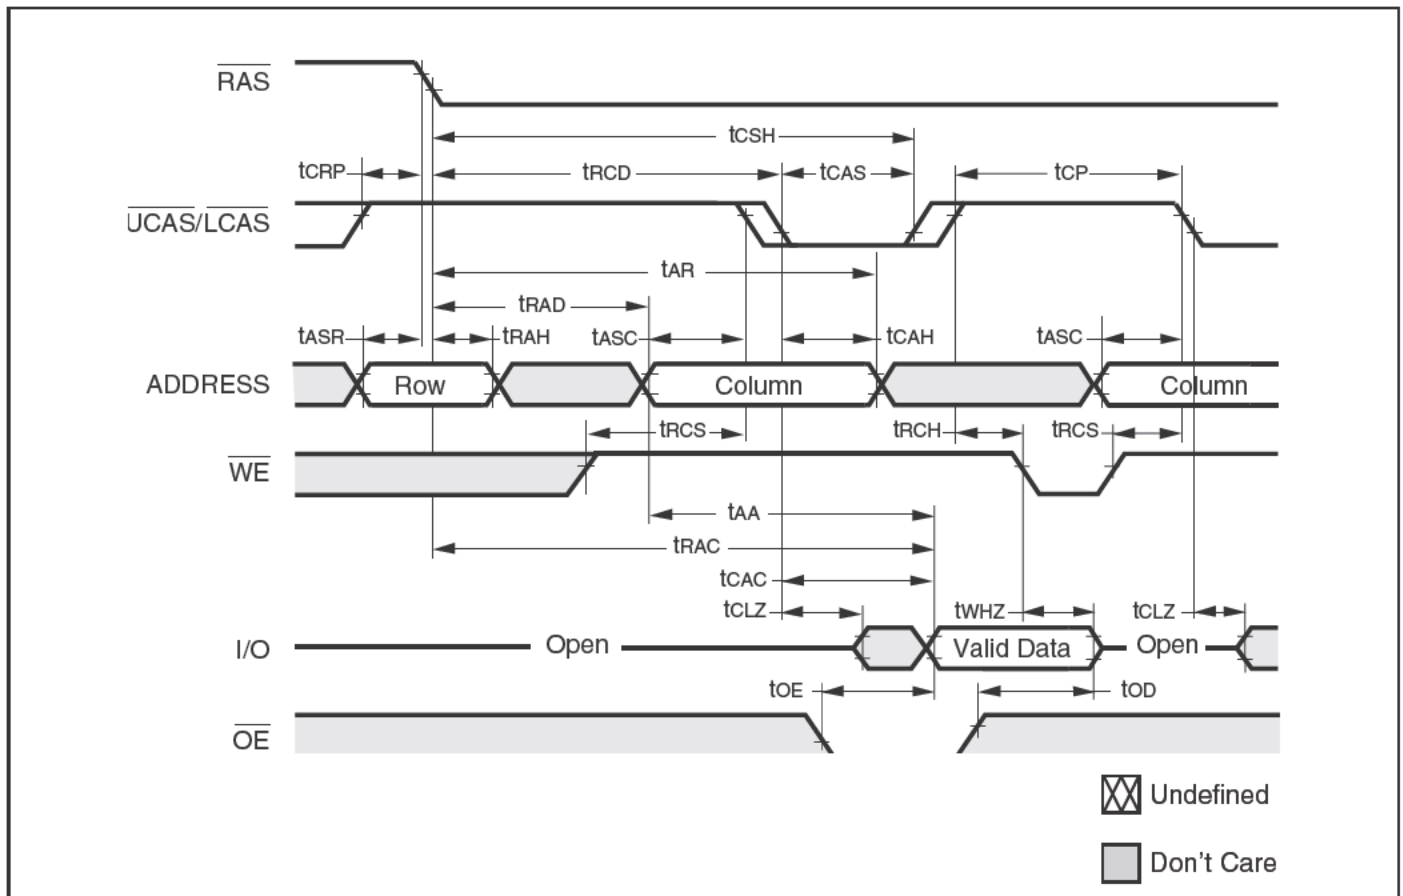 RAS
tCSH
tCRP tRCD tCAS tCP
UCAS/LCAS
tAR
tRAD
tASR tRAH tASC tCAH tASC
ADDRESS Row Column Column
tRCS tRCH tRCS
WE
tAA
tRAC
tCAC
tCLZ tWHZ tCLZ
I/O Open Valid Data Open
tOE tOD
OE
Undefined
Don't Care